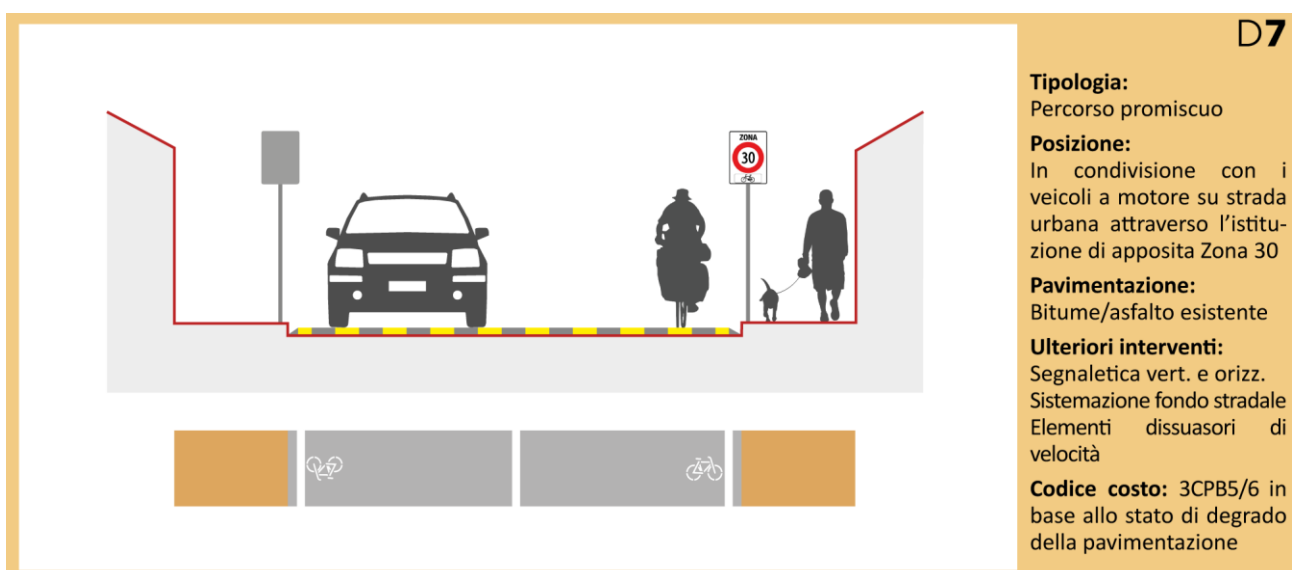 D7
Tipologia:
Percorso promiscuo
Posizione:
In condivisione con i
veicoli a motore su strada
urbana attraverso l'istitu-
zione di apposita Zona 30
Pavimentazione:
Bitume/asfalto esistente
Ulteriori interventi:
Segnaletica vert. e orizz.
Sistemazione fondo stradale
Elementi dissuasori di
velocità
Codice costo: 3CPB5/6 in
base allo stato di degrado
della pavimentazione
ZONA
30